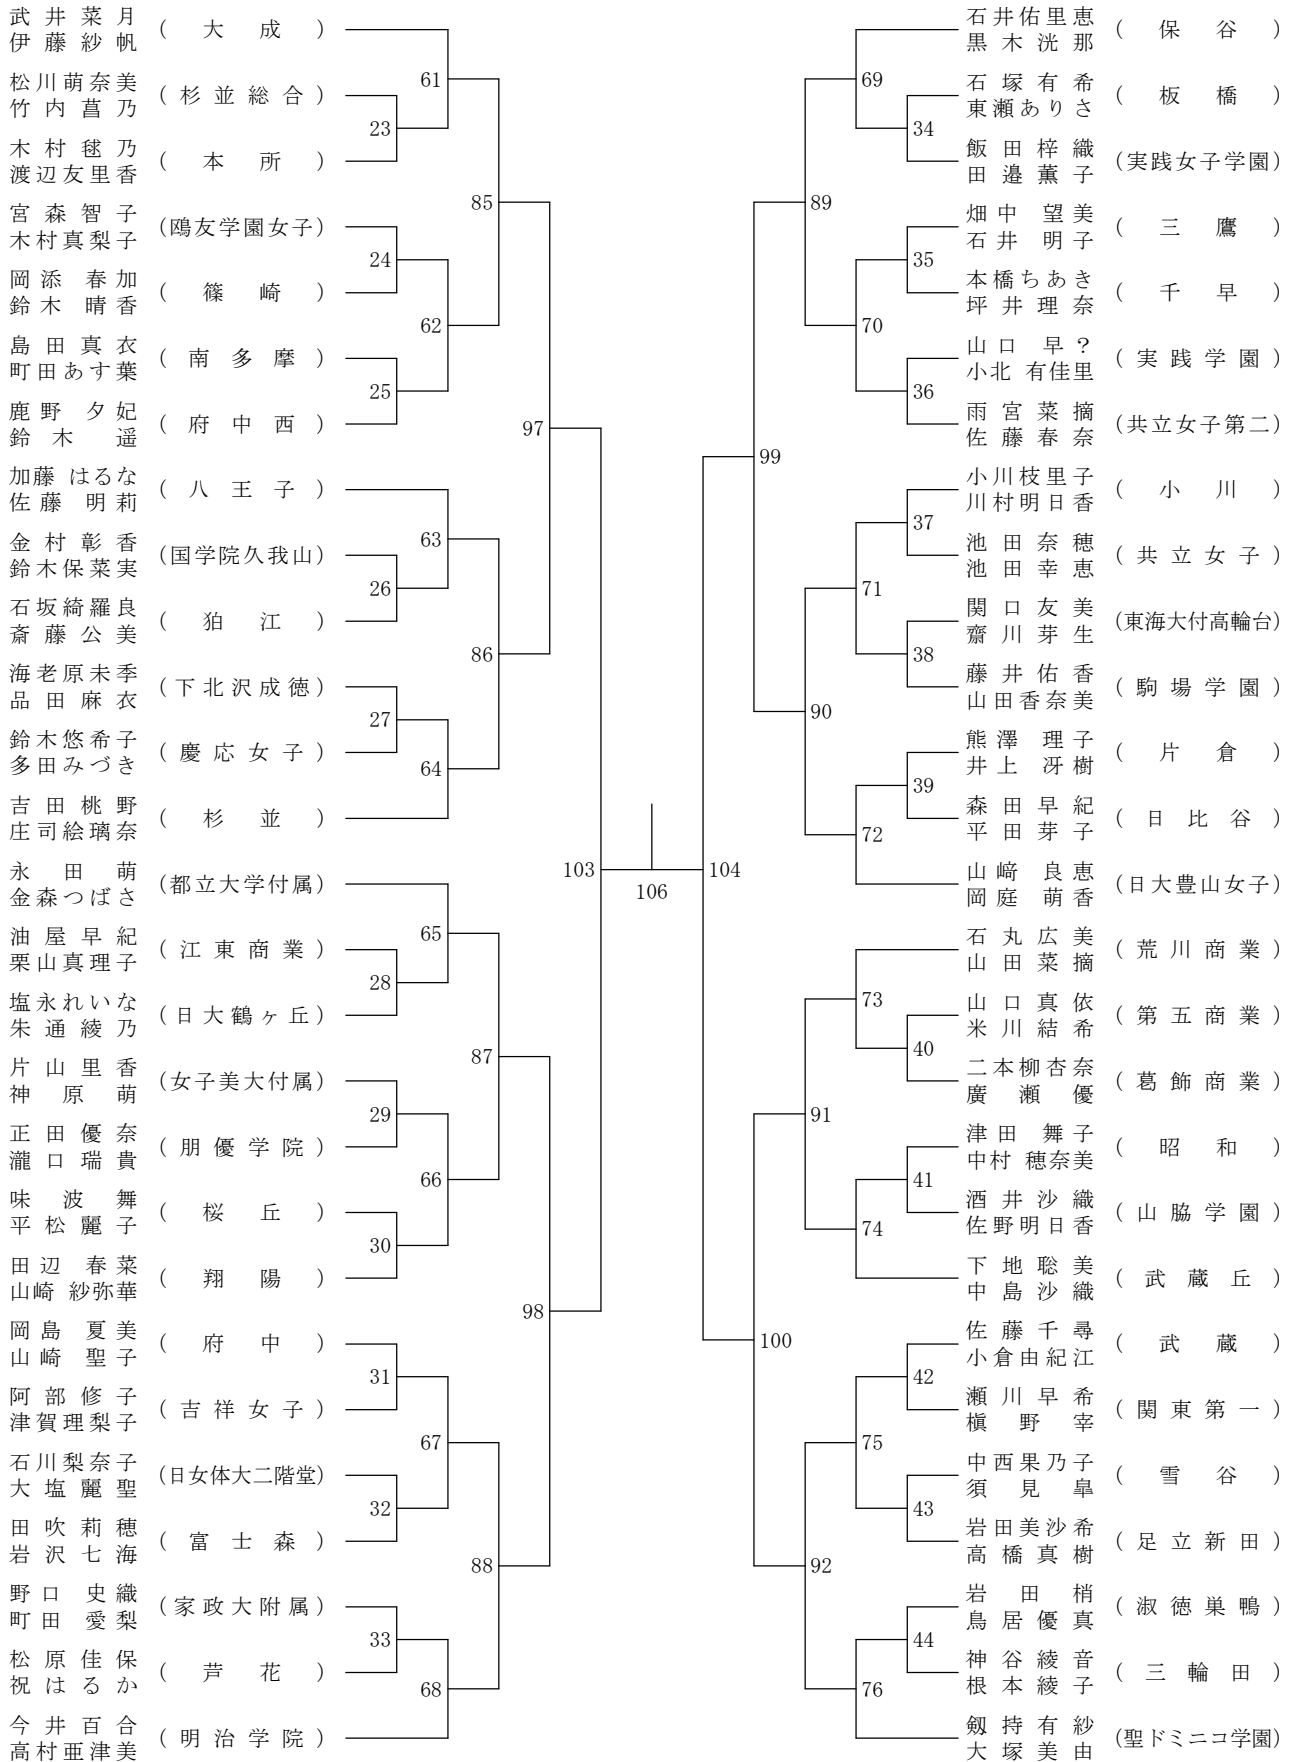 武井菜月
伊藤紗帆
(大成)
松川萌奈美
竹内菖乃
(杉並総合)
木村毬乃
渡辺友里香
(本所)
宮森智子
木村真梨子
(鴎友学園女子)
岡添春加
鈴木晴香
(篠崎)
島田真衣
町田あす葉
(南多摩)
鹿野夕妃
鈴木遥
(府中西)
加藤はるな
佐藤明莉
(八王子)
金村彰香
鈴木保菜実
(国学院久我山)
石坂綺羅良
斎藤公美
(狛江)
海老原未季
品田麻衣
(下北沢成徳)
鈴木悠希子
多田みづき
(慶応女子)
吉田桃野
庄司絵璃奈
(杉並)
永田萌
金森つばさ
(都立大学付属)
油屋早紀
栗山真理子
(江東商業)
塩永れいな
朱通綾乃
(日大鶴ヶ丘)
片山里香
神原萌
(女子美大付属)
正田優奈
瀧口瑞貴
(朋優学院)
味波舞
平松麗子
(桜丘)
田辺春菜
山崎紗弥華
(翔陽)
岡島夏美
山崎聖子
(府中)
阿部修子
津賀理梨子
(吉祥女子)
石川梨奈子
大塩麗聖
(日女体大二階堂)
田吹莉穂
岩沢七海
(富士森)
野口史織
町田愛梨
(家政大附属)
松原佳保
祝はるか
(芦花)
今井百合
高村亜津美
(明治学院)
61
23
85
24
62
25
97
63
26
86
27
64
103
65
28
87
29
66
30
98
31
67
32
88
33
68
106
104
69
34
89
35
70
36
99
37
71
38
90
39
72
73
40
91
41
74
100
42
75
43
92
44
76
石井佑里恵
黒木洸那
(保谷)
石塚有希
東瀬ありさ
(板橋)
飯田梓織
田邉薫子
(実践女子学園)
畑中望美
石井明子
(三鷹)
本橋ちあき
坪井理奈
(千早)
山口早?
小北有佳里
(実践学園)
雨宮菜摘
佐藤春奈
(共立女子第二)
小川枝里子
川村明日香
(小川)
池田奈穂
池田幸恵
(共立女子)
関口友美
齋川芽生
(東海大付高輪台)
藤井佑香
山田香奈美
(駒場学園)
熊澤理子
井上冴樹
(片倉)
森田早紀
平田芽子
(日比谷)
山﨑良恵
岡庭萌香
(日大豊山女子)
石丸広美
山田菜摘
(荒川商業)
山口真依
米川結希
(第五商業)
二本柳杏奈
廣瀬優
(葛飾商業)
津田舞子
中村穂奈美
(昭和)
酒井沙織
佐野明日香
(山脇学園)
下地聡美
中島沙織
(武蔵丘)
佐藤千尋
小倉由紀江
(武蔵)
瀬川早希
槇野宰
(関東第一)
中西果乃子
須見皐
(雪谷)
岩田美沙希
高橋真樹
(足立新田)
岩田梢
鳥居優真
(淑徳巣鴨)
神谷綾音
根本綾子
(三輪田)
剱持有紗
大塚美由
(聖ドミニコ学園)